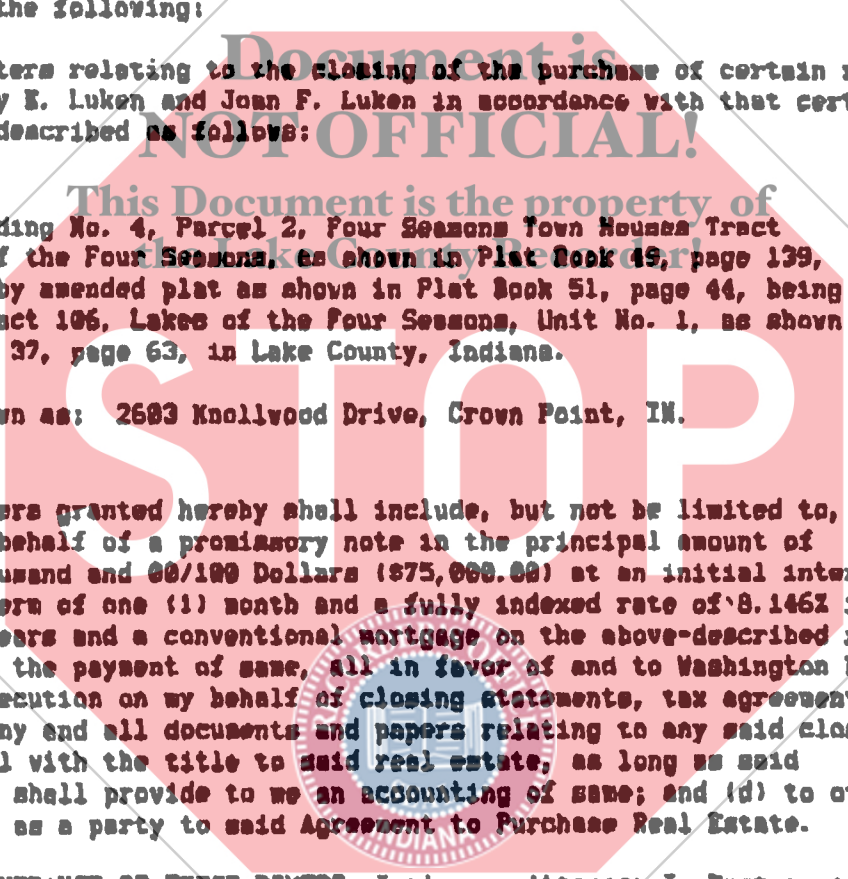 the following:
ters relating to the closing of the purchase of certain
y K. Luken and Joan F. Luken in accordance with that cert
described as follows:
ding No. 4, Parcel 2, Four Seasons Town Houses Tract
f the Four Seasons, as shown in Plat Book 49, page 139,
by amended plat as shown in Plat Book 51, page 44, being
act 106, Lakes of the Four Seasons, Unit No. 1, as shown
37, page 63, in Lake County, Indiana.
wn as: 2603 Knollwood Drive, Crown Point, IN.
ers granted hereby shall include, but not be limited to,
behalf of a promissory note in the principal amount of
usand and 00/100 Dollars ($75,000.00) at an initial inte
erm of one (1) month and a fully indexed rate of 8.146%
ears and a conventional mortgage on the above-described
the payment of same, all in favor of and to Washington
ecution on my behalf of closing statements, tax agreemen
ny and all documents and papers relating to any said clo
l with the title to said real estate, as long as said
shall provide to me an accounting of same; and (d) to
as a party to said Agreement to Purchase Real Estate.
Document is
NOT OFFICIAL!
This Document is the property of
the Lake County Recorder!
STOP
INDIANA